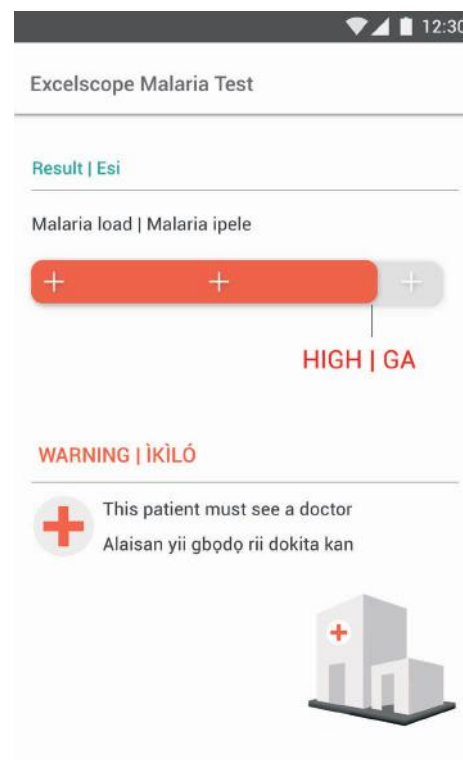 12:30
Excelscope Malaria Test
Result | Esi
Malaria load | Malaria ipele
HIGH | GA
WARNING | ÌKÌLÓ
This patient must see a doctor
Alaisan yii gbọdọ rii dokita kan